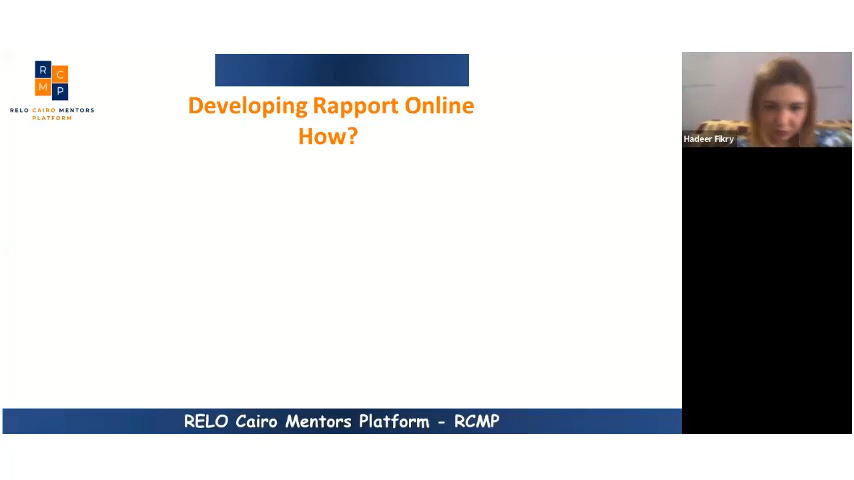 R
C
M
P
RELO CAIRO MENTORS
PLATFORM
Developing Rapport Online
How?
Hadeer Fikry
RELO Cairo Mentors Platform - RCMP